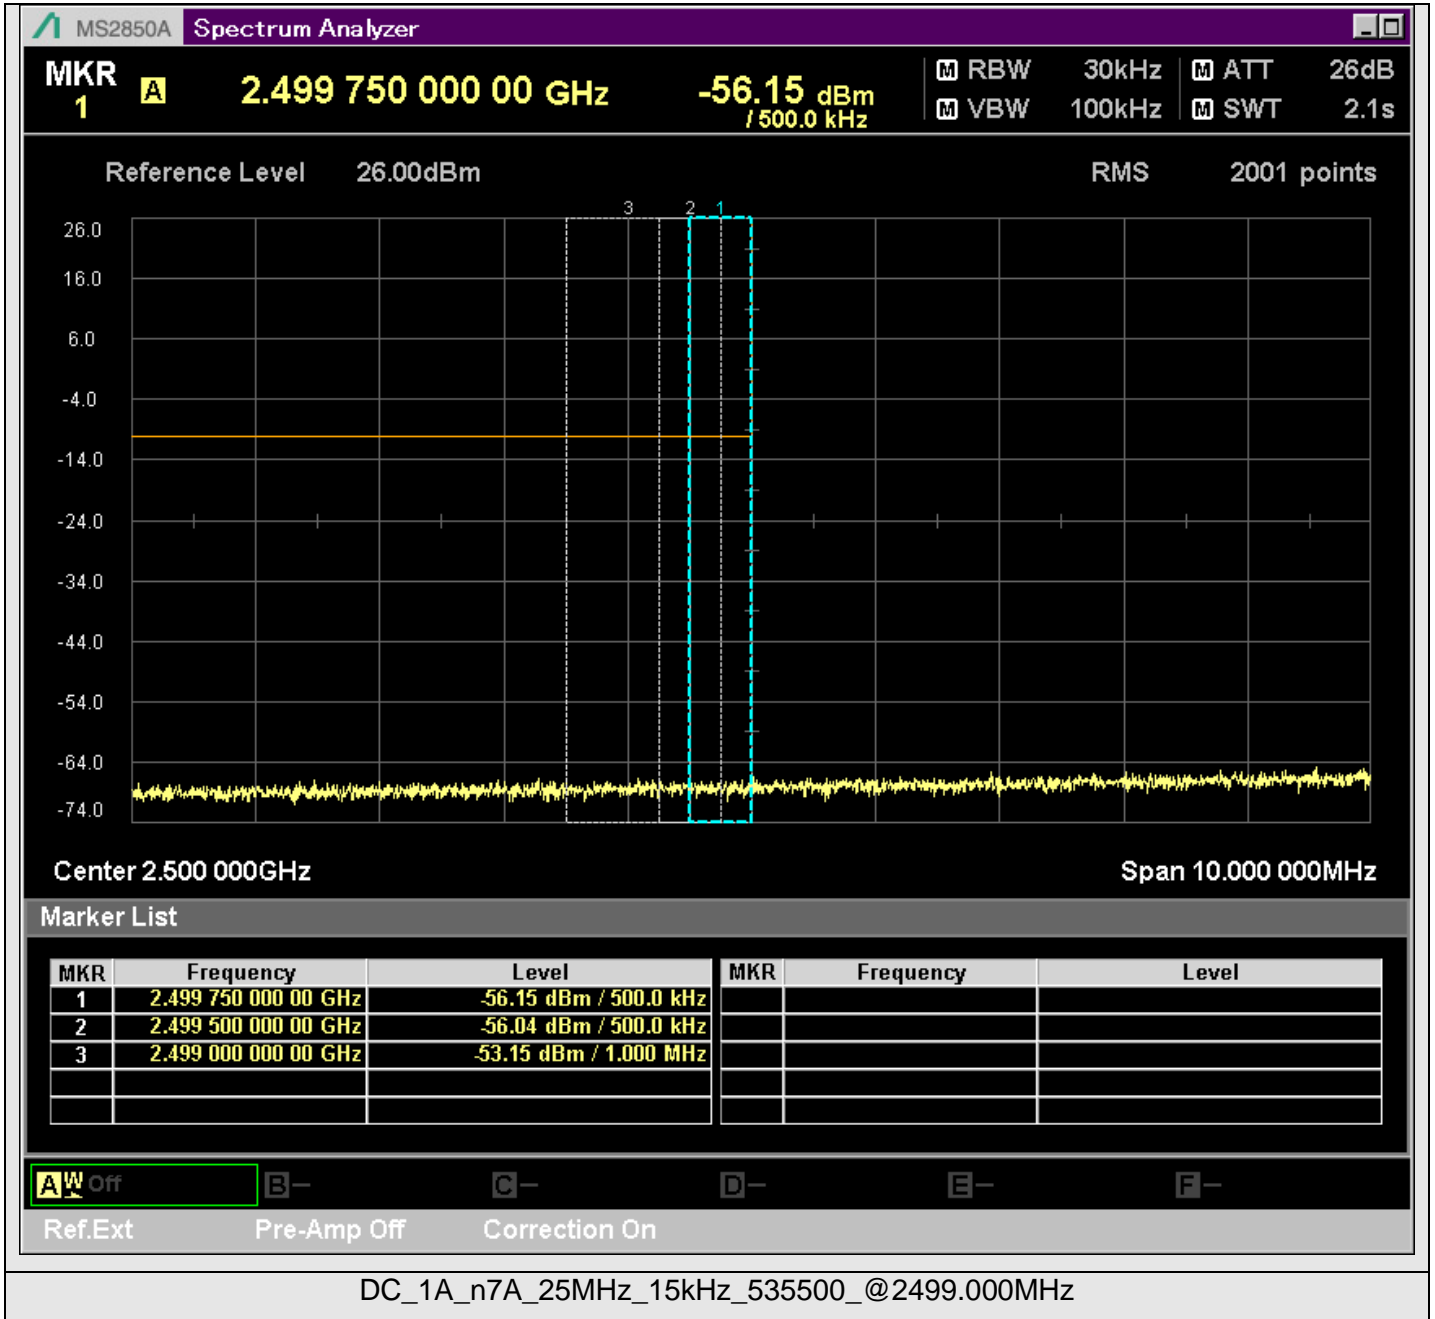 MS2850A Spectrum Analyzer
MKR 1 A 2.499 750 000 00 GHz -56.15 dBm / 500.0 kHz
M RBW 30kHz M ATT 26dB
M VBW 100kHz M SWT 2.1s
Reference Level 26.00dBm RMS 2001 points
3 2 1
26.0
16.0
6.0
-4.0
-14.0
-24.0
-34.0
-44.0
-54.0
-64.0
-74.0
Center 2.500 000GHz Span 10.000 000MHz
Marker List
MKR Frequency Level MKR Frequency Level
1 2.499 750 000 00 GHz -56.15 dBm / 500.0 kHz
2 2.499 500 000 00 GHz -56.04 dBm / 500.0 kHz
3 2.499 000 000 00 GHz -53.15 dBm / 1.000 MHz
A W Off B - C - D - E - F -
Ref.Ext Pre-Amp Off Correction On
DC_1A_n7A_25MHz_15kHz_535500_@2499.000MHz